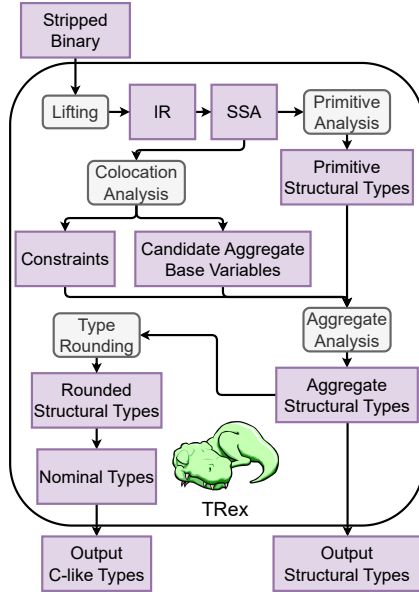 Stripped
Binary
Lifting
IR
SSA
Primitive
Analysis
Colocation
Analysis
Primitive
Structural Types
Constraints
Candidate Aggregate
Base Variables
Type
Rounding
Aggregate
Analysis
Rounded
Structural Types
Aggregate
Structural Types
Nominal Types
TRex
Output
C-like Types
Output
Structural Types